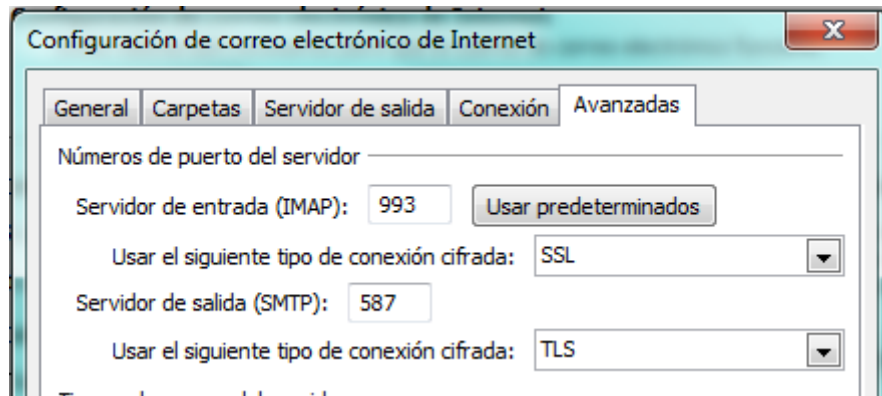 Configuración de correo electrónico de Internet
General Carpetas Servidor de salida Conexión Avanzadas
Números de puerto del servidor
Servidor de entrada (IMAP): 993 Usar predeterminados
Usar el siguiente tipo de conexión cifrada: SSL
Servidor de salida (SMTP): 587
Usar el siguiente tipo de conexión cifrada: TLS